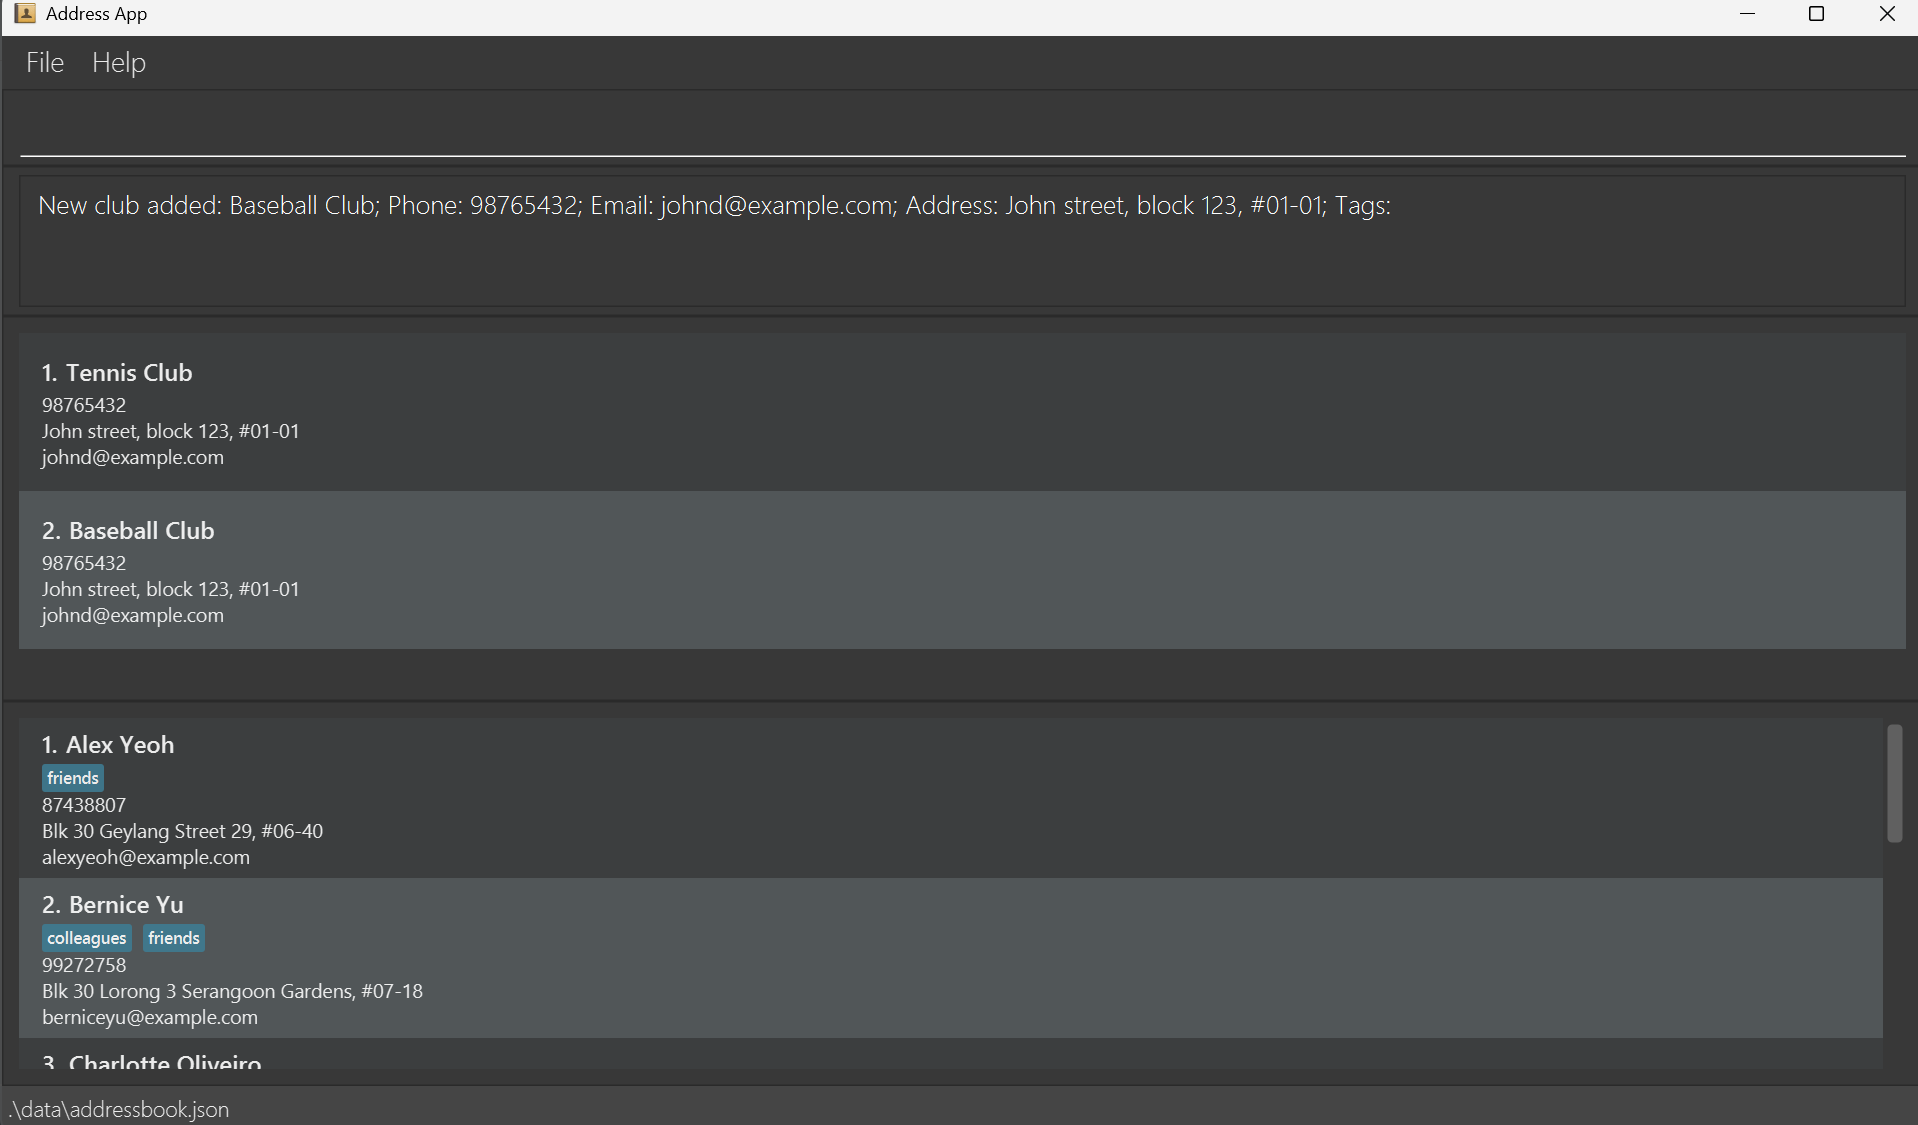 Address App
File Help
New club added: Baseball Club; Phone: 98765432; Email: johnd@example.com; Address: John street, block 123, #01-01; Tags:
1. Tennis Club
98765432
John street, block 123, #01-01
johnd@example.com
2. Baseball Club
98765432
John street, block 123, #01-01
johnd@example.com
1. Alex Yeoh
friends
87438807
Blk 30 Geylang Street 29, #06-40
alexyeoh@example.com
2. Bernice Yu
colleagues friends
99272758
Blk 30 Lorong 3 Serangoon Gardens, #07-18
berniceyu@example.com
3. Charlotte Oliveiro
.\data\addressbook.json